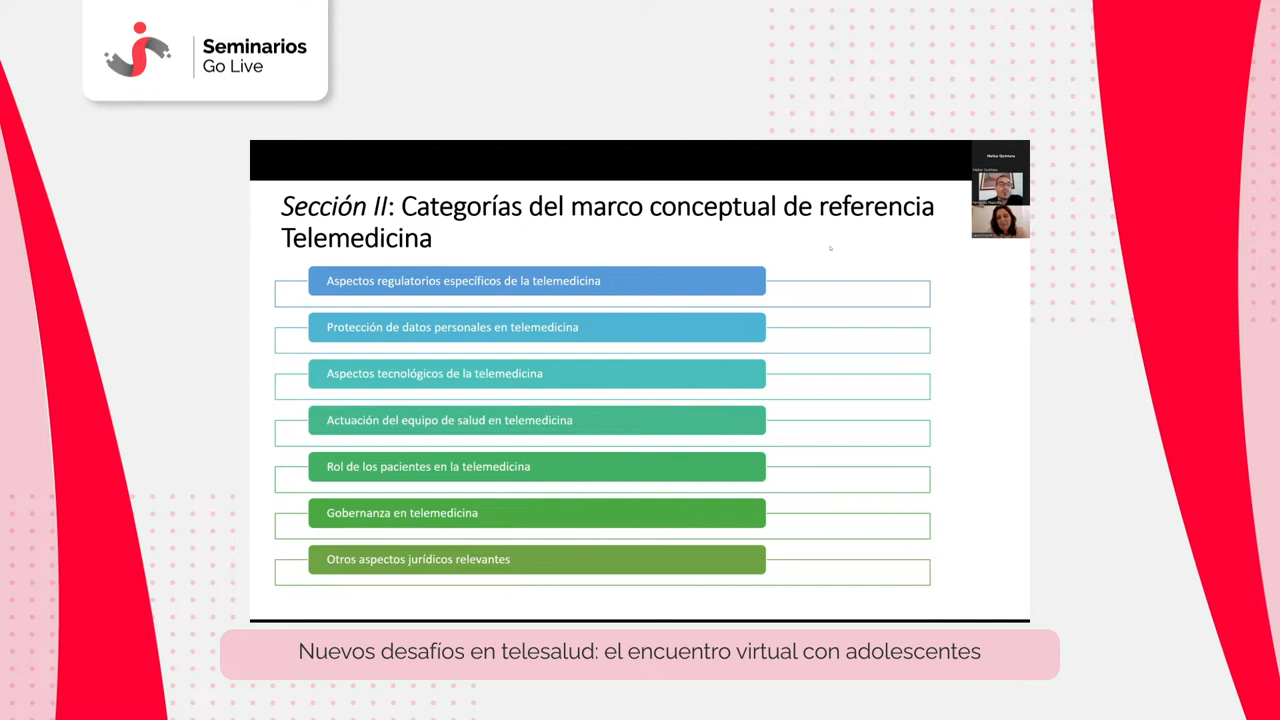 Seminarios
Go Live
Matias Quintana
Sección II: Categorías del marco conceptual de referencia
Telemedicina
Aspectos regulatorios específicos de la telemedicina
Protección de datos personales en telemedicina
Aspectos tecnológicos de la telemedicina
Actuación del equipo de salud en telemedicina
Rol de los pacientes en la telemedicina
Gobernanza en telemedicina
Otros aspectos jurídicos relevantes
Nuevos desafíos en telesalud: el encuentro virtual con adolescentes